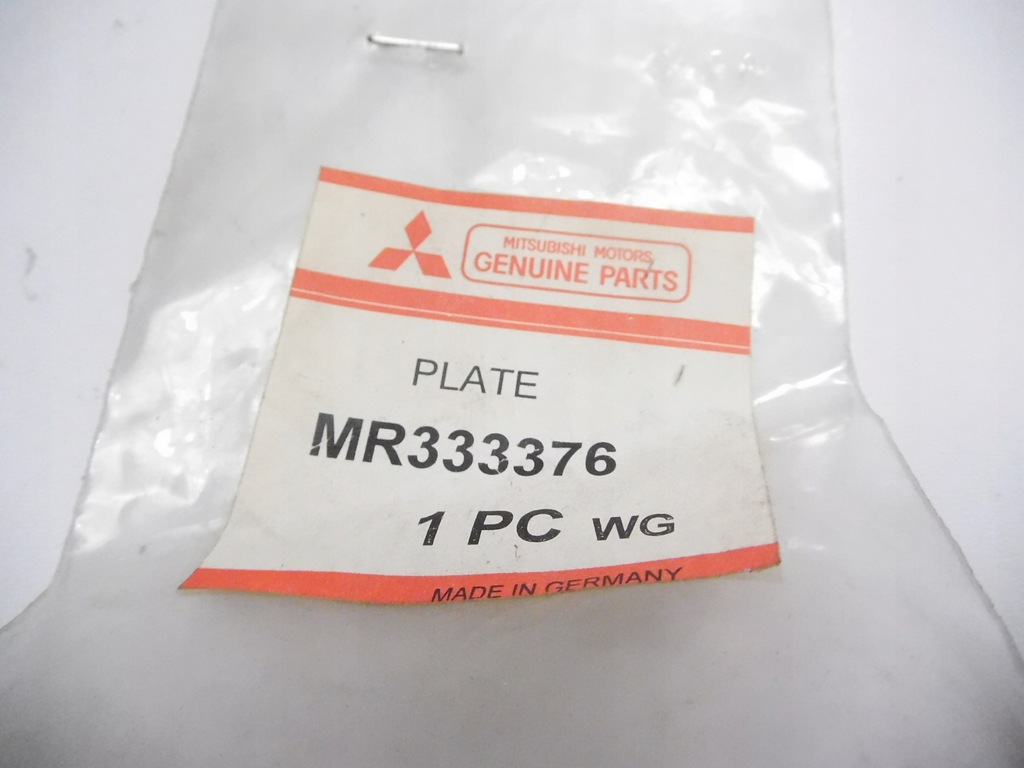 MITSUBISHI MOTORS
GENUINE PARTS
PLATE
MR333376
1 PC WG
MADE IN GERMANY